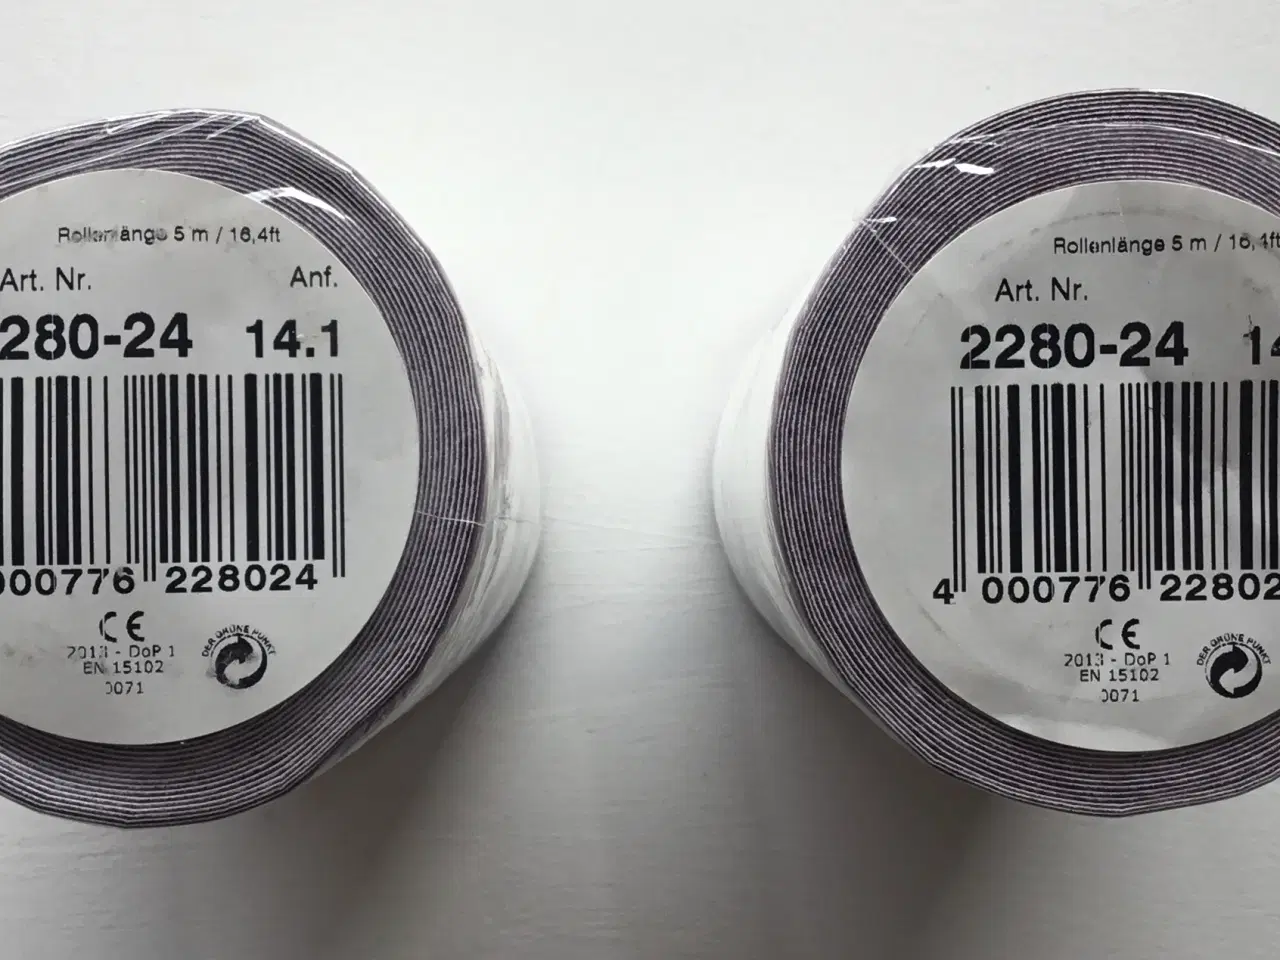 Rollenlänge 5 m / 16,4ft
Art. Nr. Anf.
280-24 14.1
000776 228024
CE
2013 - DoP 1
EN 15102
0071
DER GRÜNE PUNKT
Rollenlänge 5 m / 16,4ft
Art. Nr.
2280-24 14
4 000776 22802
CE
2013 - DoP 1
EN 15102
0071
DER GRÜNE PUNKT